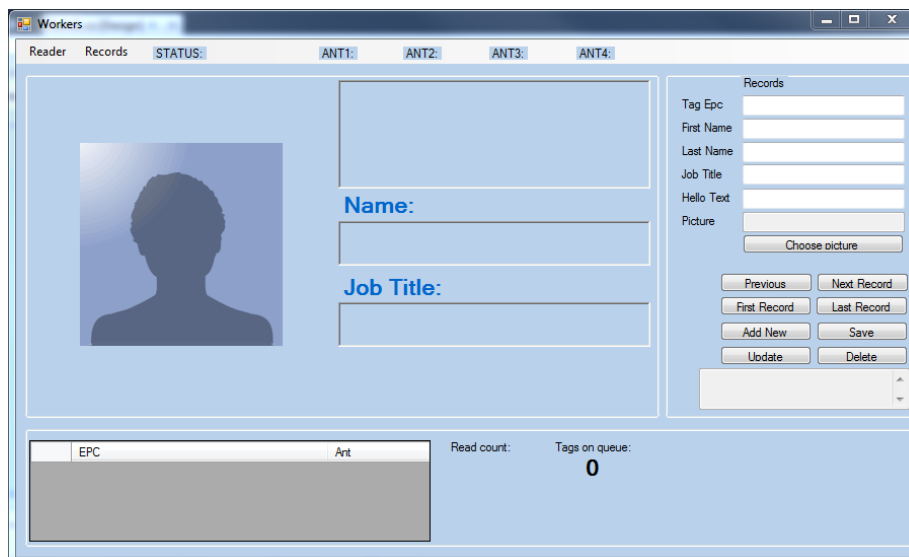 Workers
Reader Records STATUS: ANT1: ANT2: ANT3: ANT4:
Name:
Job Title:
Records
Tag Epc
First Name
Last Name
Job Title
Hello Text
Picture
Choose picture
Previous Next Record
First Record Last Record
Add New Save
Update Delete
EPC Ant
Read count: Tags on queue:
0